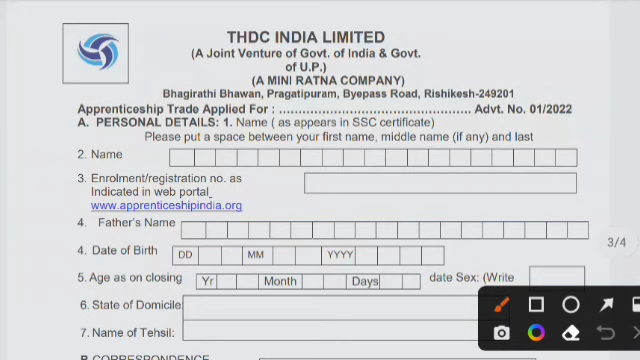 THDC INDIA LIMITED
(A Joint Venture of Govt. of India & Govt.
of U.P.)
(A MINI RATNA COMPANY)
Bhagirathi Bhawan, Pragatipuram, Byepass Road, Rishikesh-249201
Apprenticeship Trade Applied For : ................................................ Advt. No. 01/2022
A. PERSONAL DETAILS: 1. Name ( as appears in SSC certificate)
Please put a space between your first name, middle name (if any) and last
2. Name
3. Enrolment/registration no. as
Indicated in web portal
www.apprenticeshipindia.org
4. Father's Name
3/4
4. Date of Birth DD MM YYYY
5. Age as on closing Yr Month Days date Sex: (Write
6. State of Domicile:
7. Name of Tehsil:
B. CORRESPONDENCE